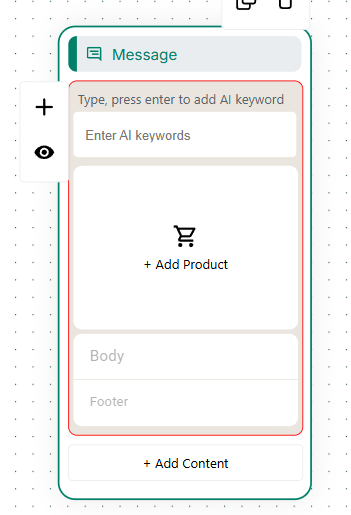 Message
Type, press enter to add AI keyword
Enter AI keywords
+ Add Product
Body
Footer
+ Add Content